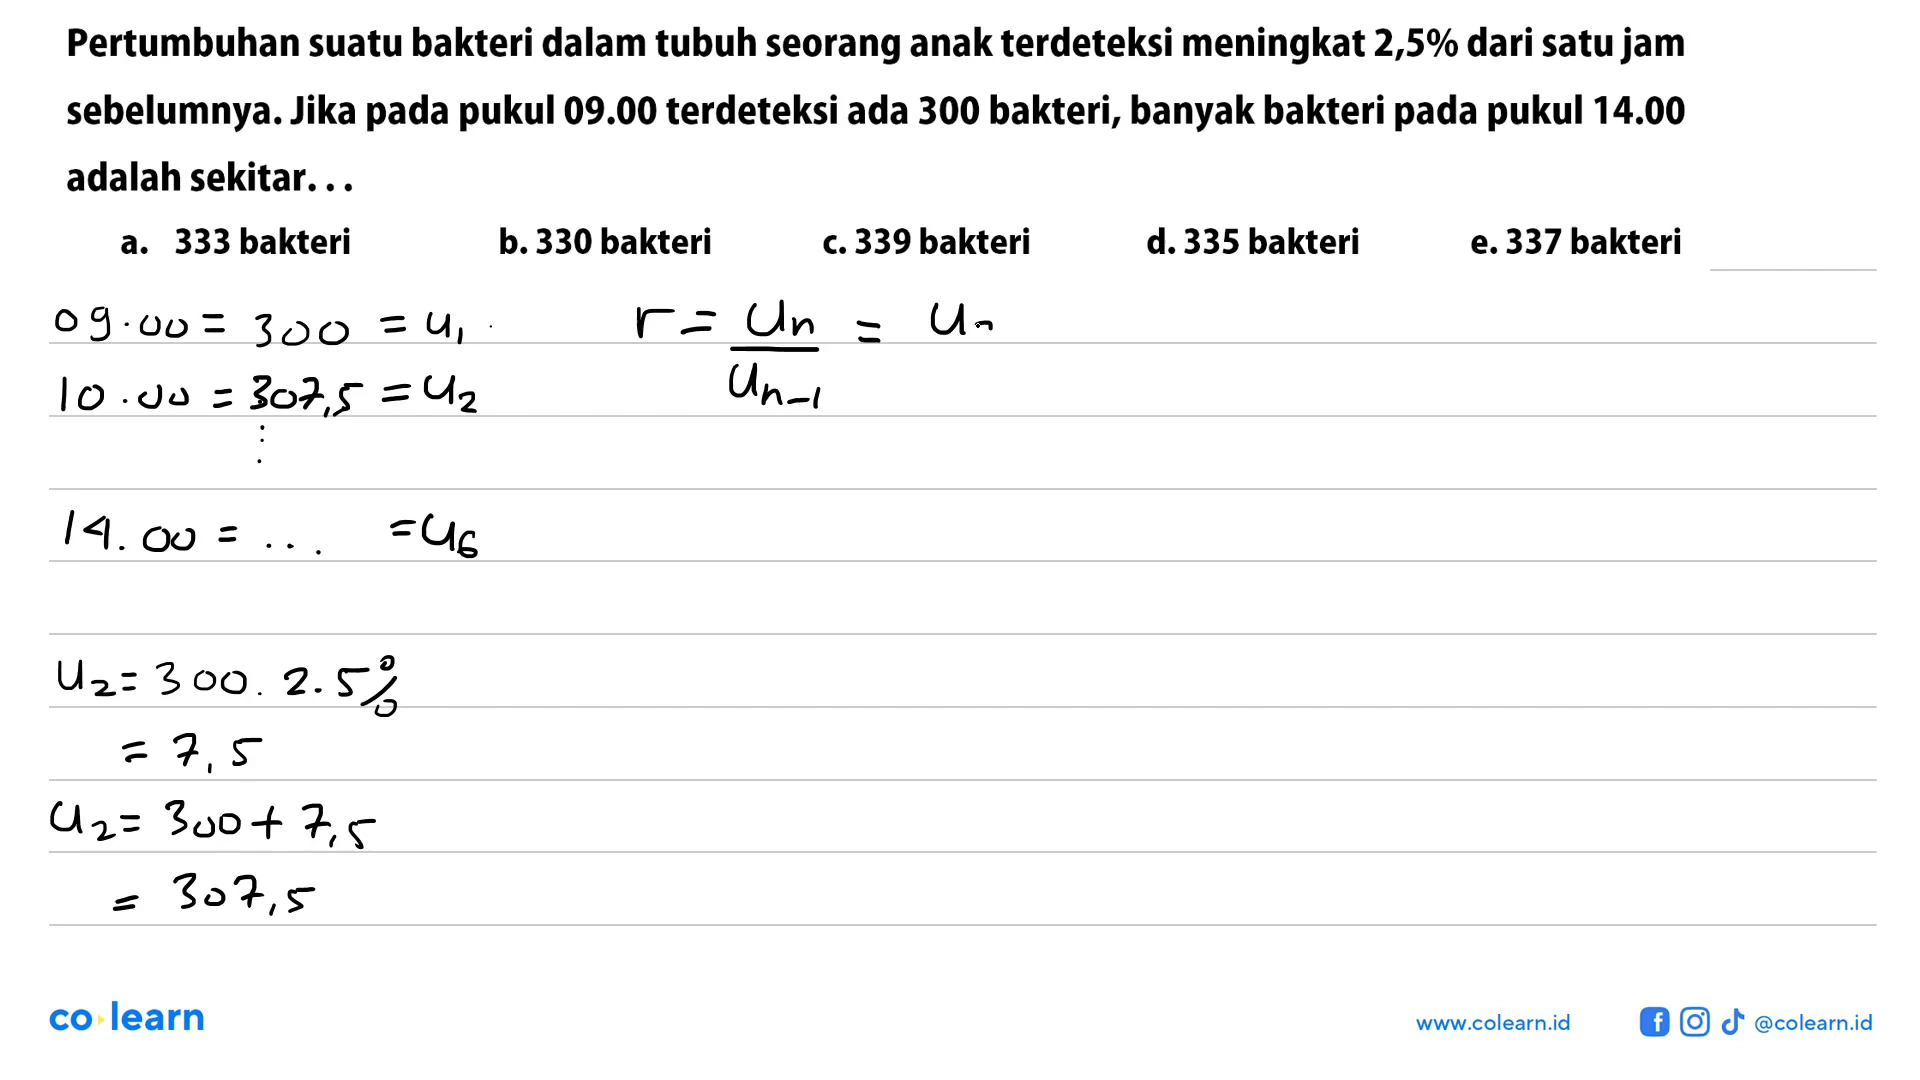 Pertumbuhan suatu bakteri dalam tubuh seorang anak terdeteksi meningkat 2,5% dari satu jam
sebelumnya. Jika pada pukul 09.00 terdeteksi ada 300 bakteri, banyak bakteri pada pukul 14.00
adalah sekitar. . .
a. 333 bakteri b. 330 bakteri c. 339 bakteri d. 335 bakteri e. 337 bakteri
09.00 = 300 = U1
10.00 = 307,5 = U2
⋮
14.00 = ... = U6
U2 = 300 . 2.5%
= 7,5
U2 = 300 + 7,5
= 307,5
r = Un / Un-1 = U
co learn
www.colearn.id @colearn.id